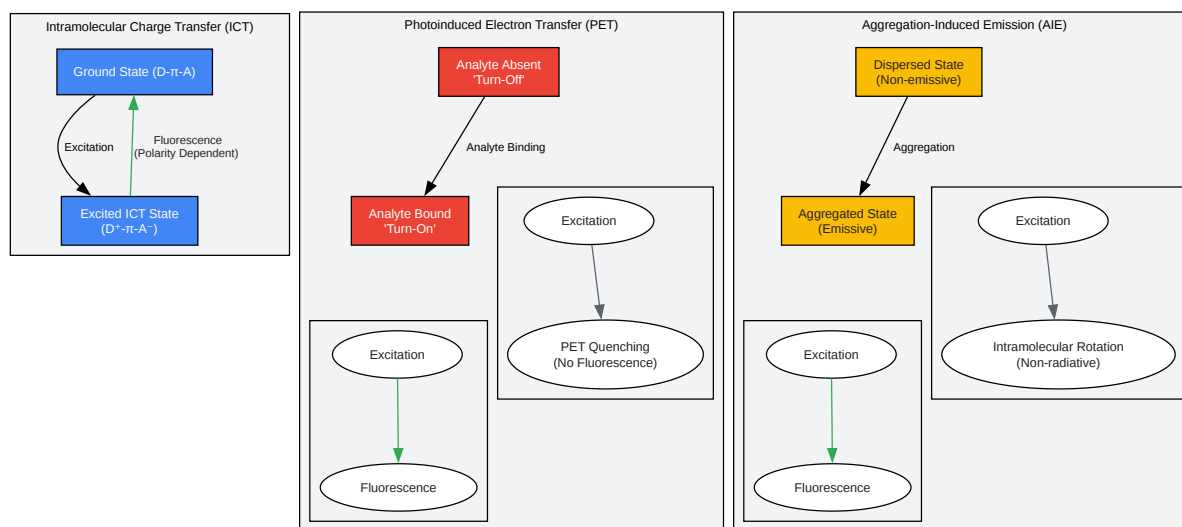 Intramolecular Charge Transfer (ICT)
Ground State (D-π-A)
Excitation
Fluorescence
(Polarity Dependent)
Excited ICT State
(D⁺-π-A⁻)
Photoinduced Electron Transfer (PET)
Analyte Absent
'Turn-Off'
Analyte Binding
Analyte Bound
'Turn-On'
Excitation
PET Quenching
(No Fluorescence)
Excitation
Fluorescence
Aggregation-Induced Emission (AIE)
Dispersed State
(Non-emissive)
Aggregation
Aggregated State
(Emissive)
Excitation
Intramolecular Rotation
(Non-radiative)
Excitation
Fluorescence